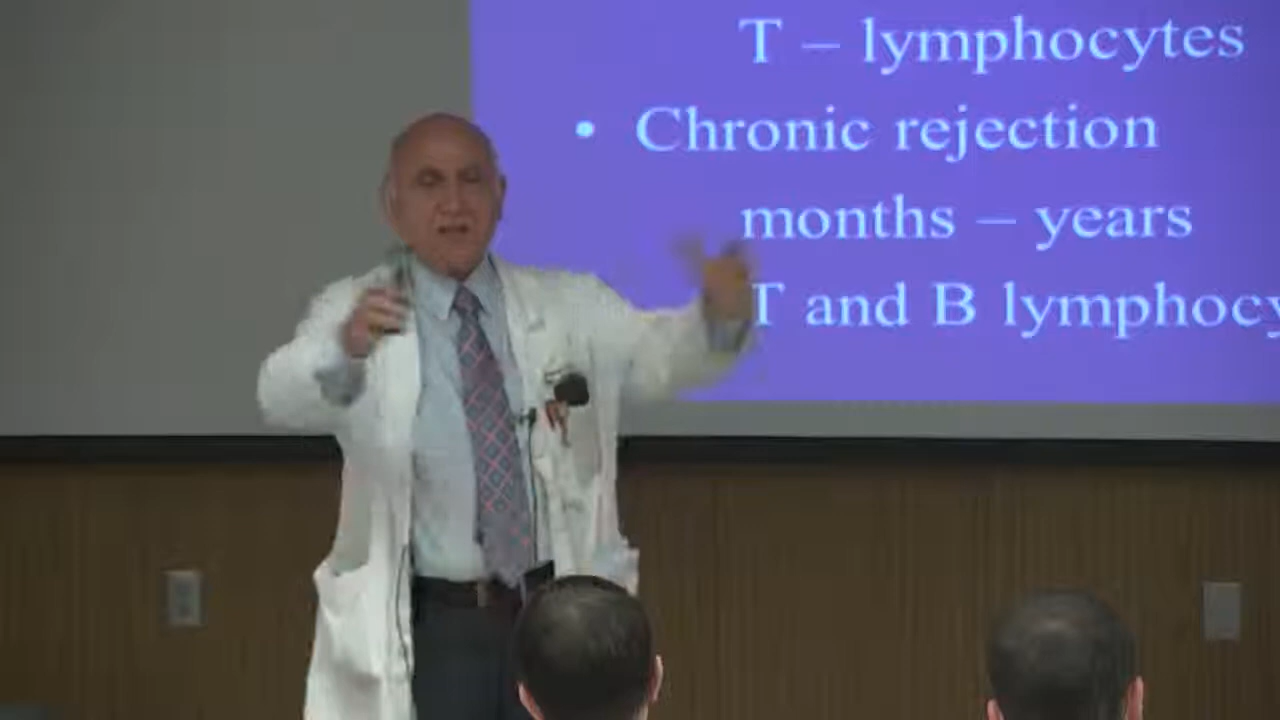 T – lymphocytes
• Chronic rejection
months – years
T and B lymphocy